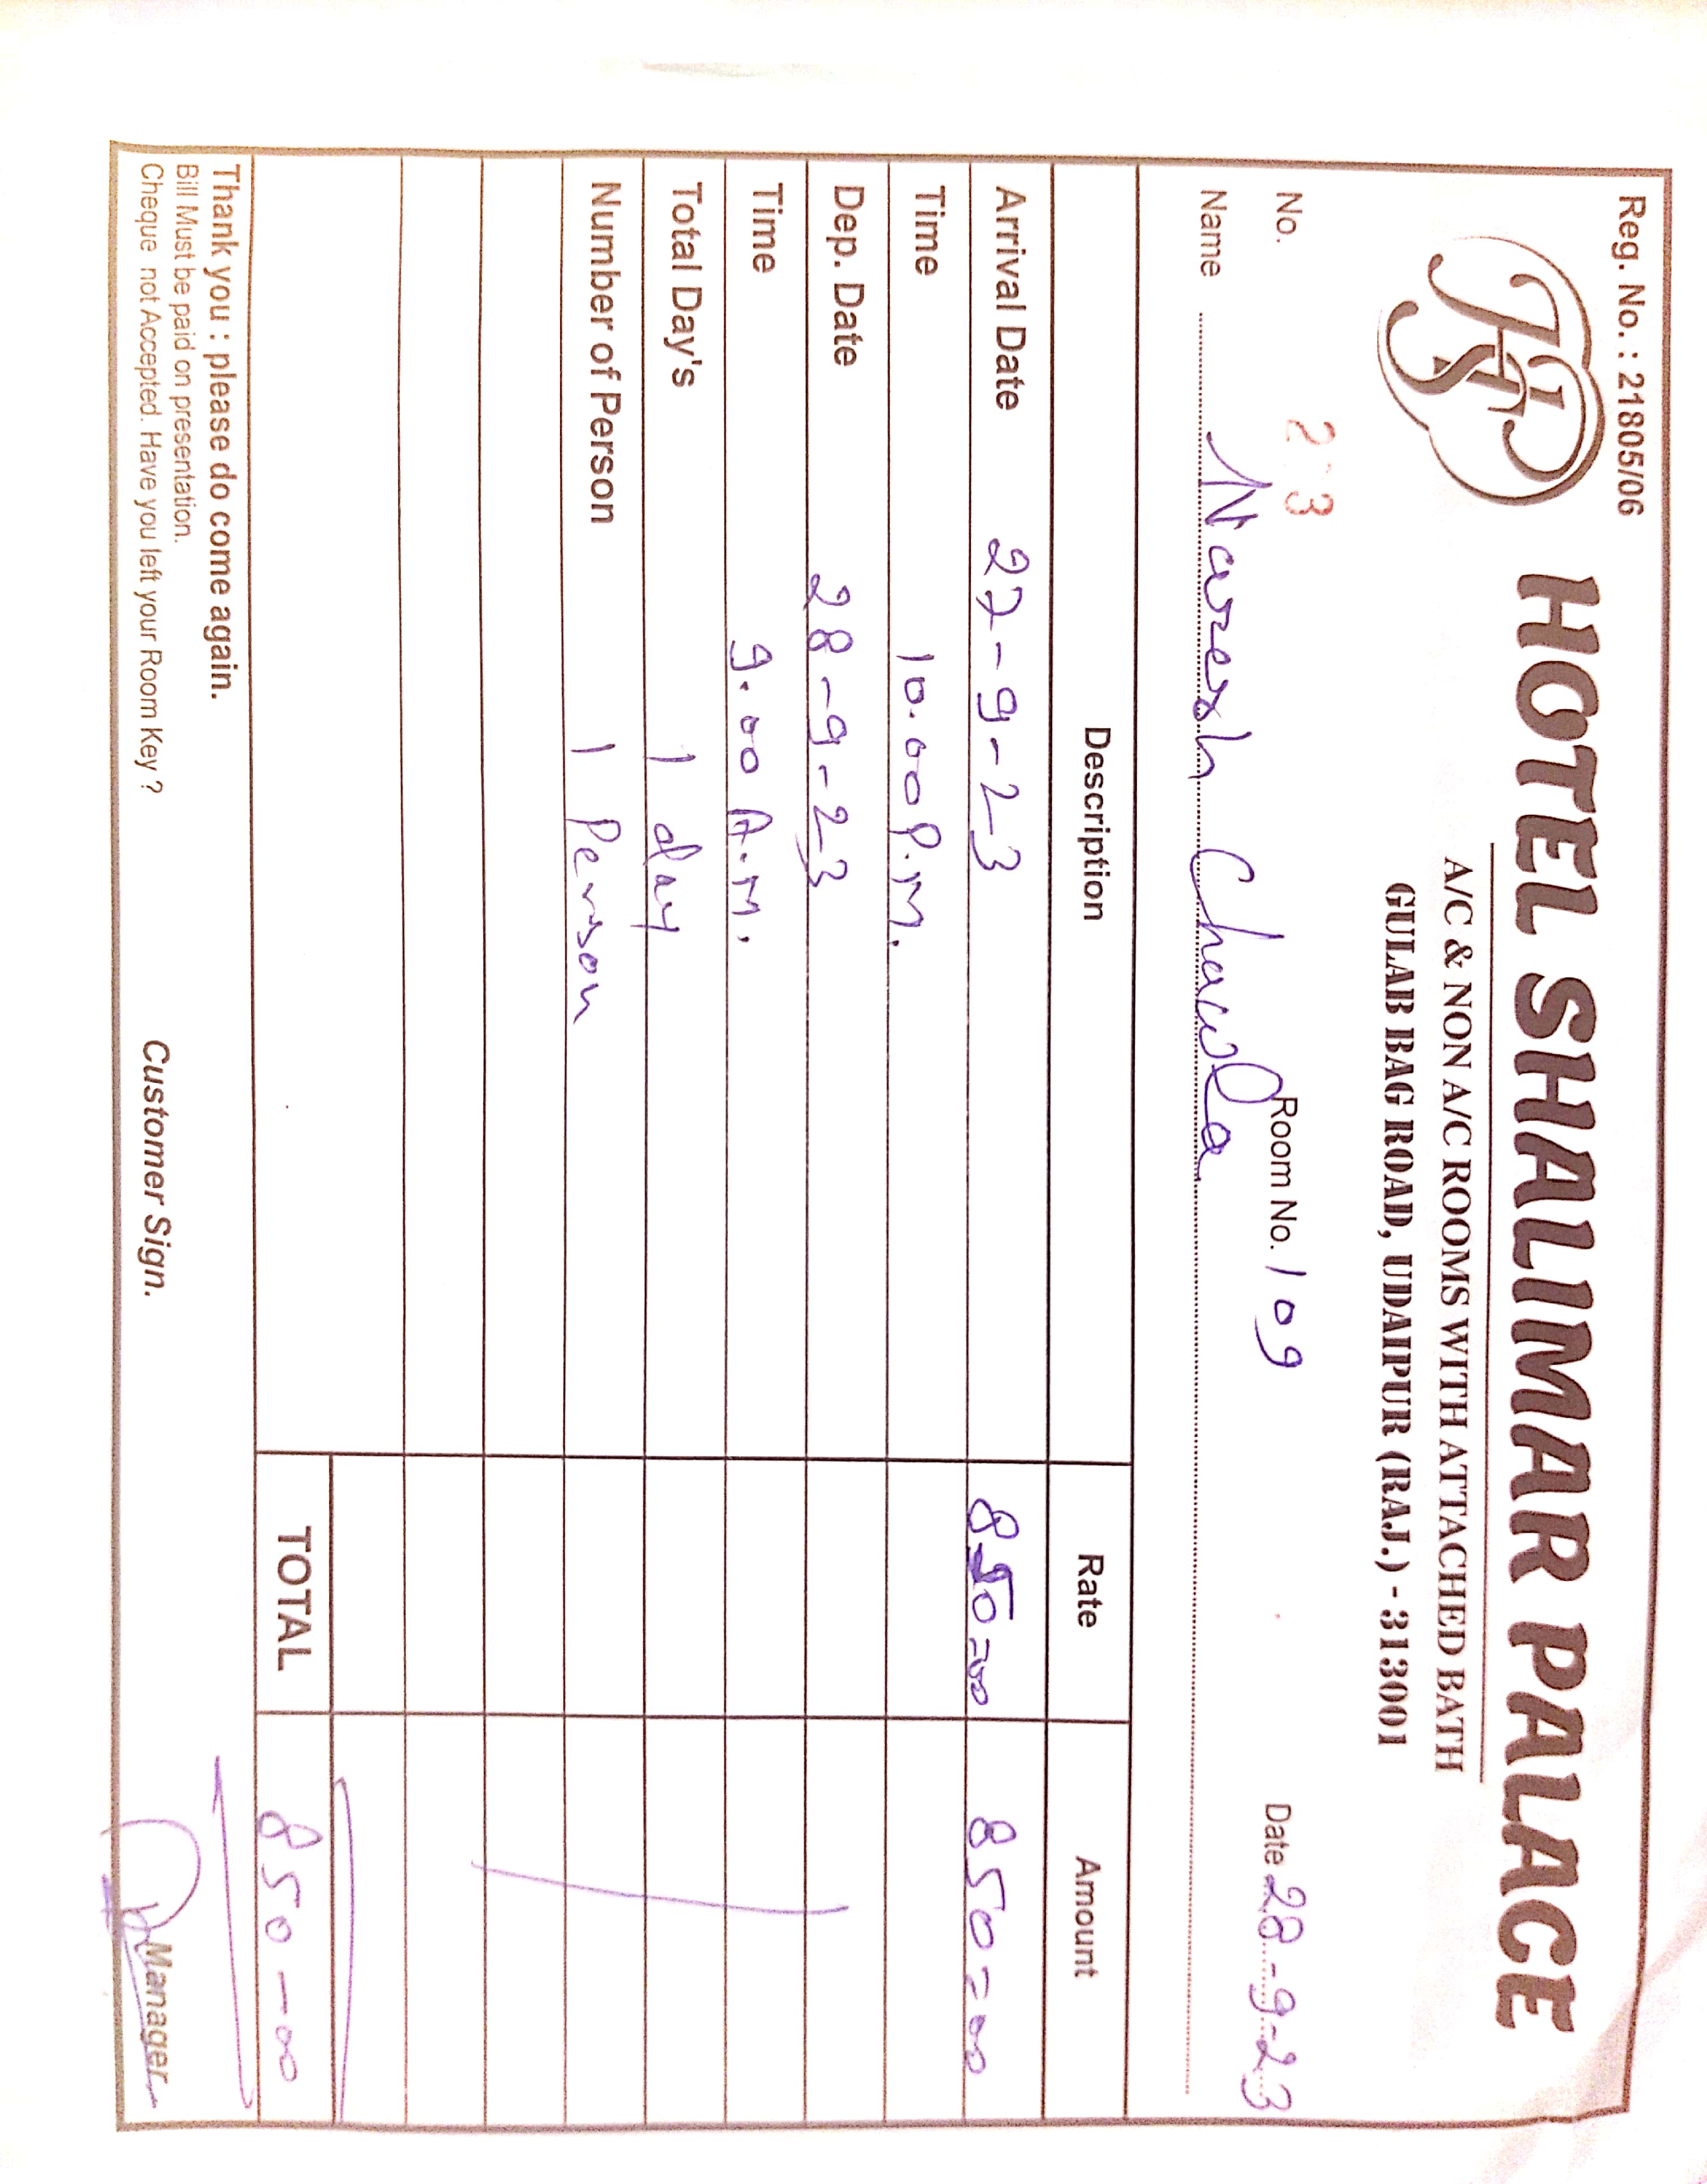 Reg. No. : 21805/06
HSP
HOTEL SHALIMAR PALACE
A/C & NON A/C ROOMS WITH ATTACHED BATH
GULAB BAG ROAD, UDAIPUR (RAJ.) - 313001
No. Room No. 109 Date 28-9-23
Name Naresh Chawla
Description Rate Amount
Arrival Date 27-9-23 850=00 850=00
Time 10.00 P.M.
Dep. Date 28-9-23
Time 9.00 A.M.
Total Day's 1 day
Number of Person 1 Person
TOTAL 850-00
Thank you : please do come again.
Bill Must be paid on presentation.
Cheque not Accepted. Have you left your Room Key ?
Customer Sign.
Manager